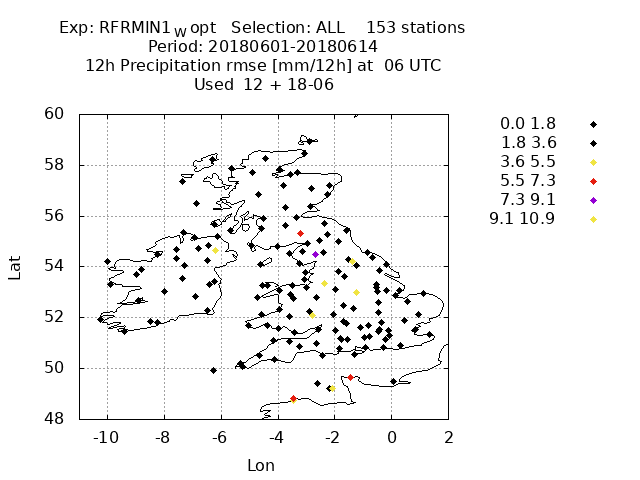 Exp: RFRMIN1_W opt Selection: ALL 153 stations
Period: 20180601-20180614
12h Precipitation rmse [mm/12h] at 06 UTC
Used 12 + 18-06
0.0 1.8
1.8 3.6
3.6 5.5
5.5 7.3
7.3 9.1
9.1 10.9
Lat
60
58
56
54
52
50
48
-10 -8 -6 -4 -2 0 2
Lon